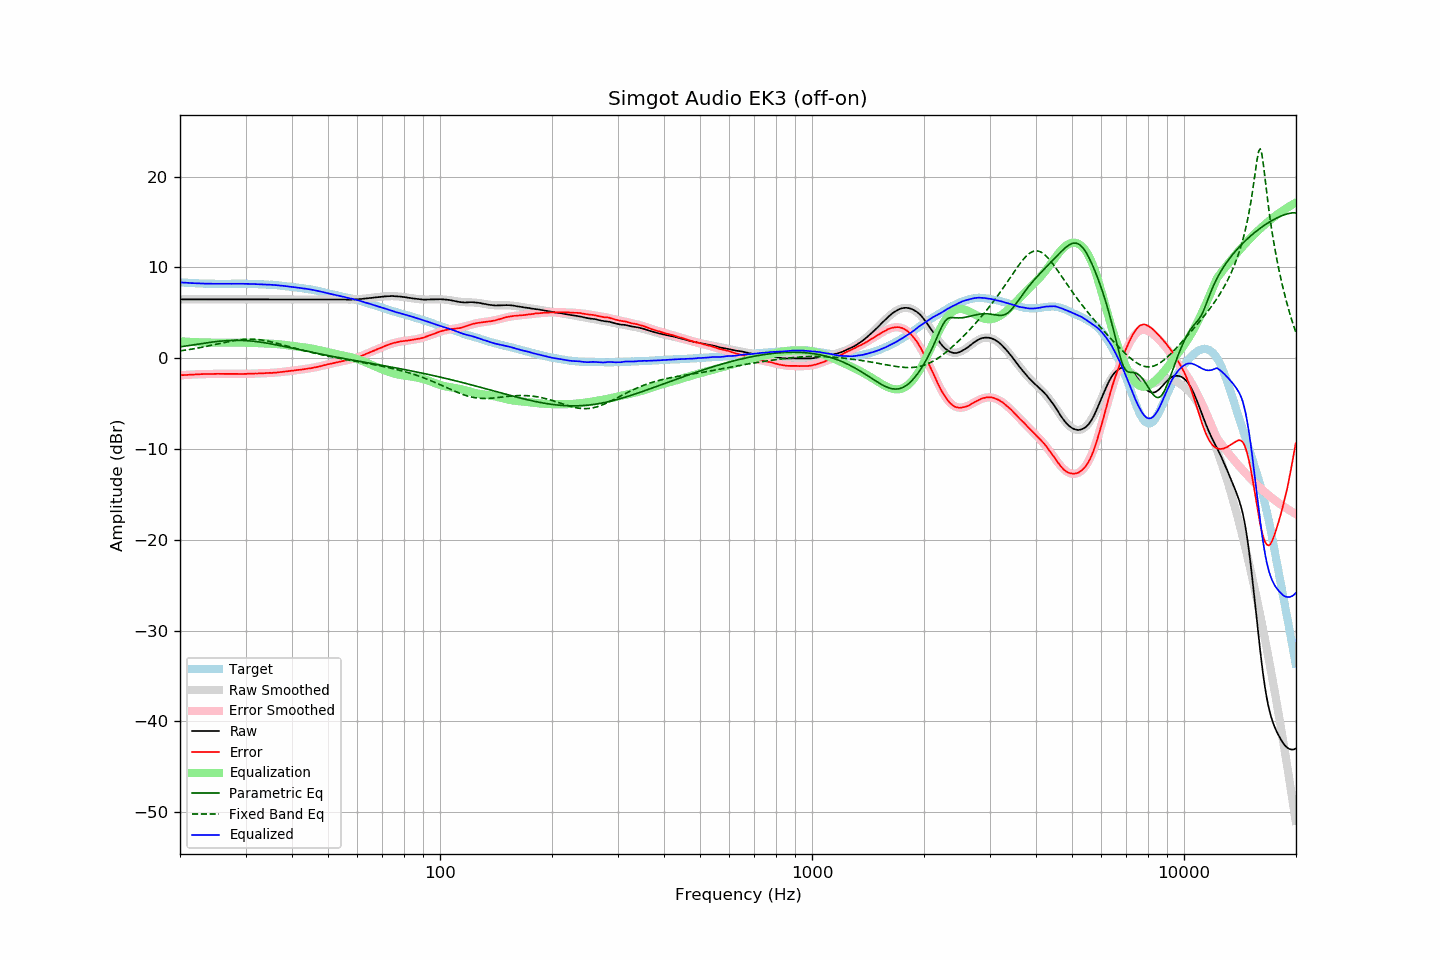 Simgot Audio EK3 (off-on)
Amplitude (dBr)
20
10
0
−10
−20
−30
−40
−50
Target
Raw Smoothed
Error Smoothed
Raw
Error
Equalization
Parametric Eq
Fixed Band Eq
Equalized
100
1000
10000
Frequency (Hz)